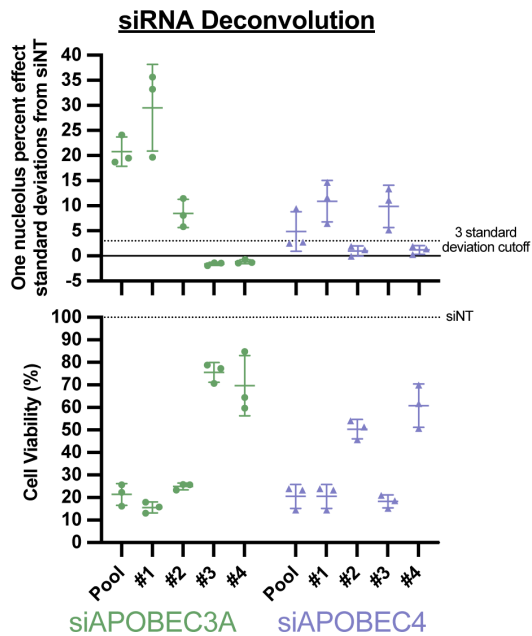 siRNA Deconvolution
One nucleolus percent effect
standard deviations from siNT
40
35
30
25
20
15
10
5
0
-5
3 standard
deviation cutoff
Cell Viability (%)
100
90
80
70
60
50
40
30
20
10
0
siNT
Pool #1 #2 #3 #4 Pool #1 #2 #3 #4
siAPOBEC3A siAPOBEC4